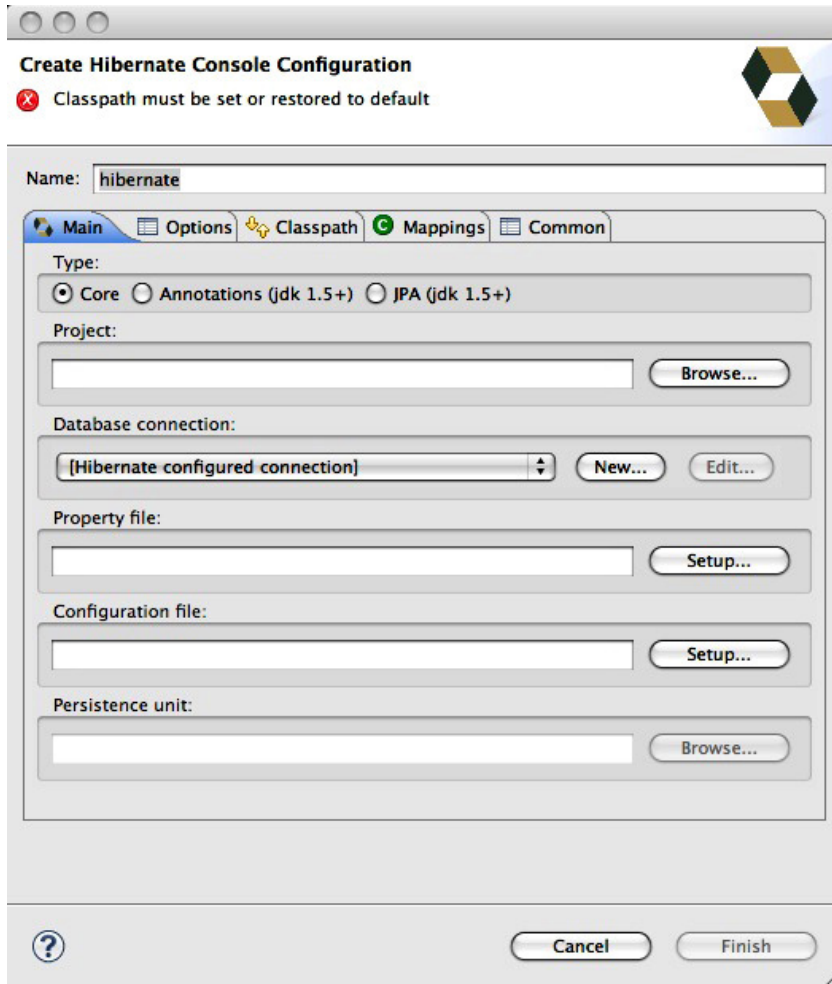 Create Hibernate Console Configuration
Classpath must be set or restored to default
Name: hibernate
Main Options Classpath C Mappings Common
Type:
Core Annotations (jdk 1.5+) JPA (jdk 1.5+)
Project:
Browse...
Database connection:
[Hibernate configured connection] New... Edit...
Property file:
Setup...
Configuration file:
Setup...
Persistence unit:
Browse...
? Cancel Finish